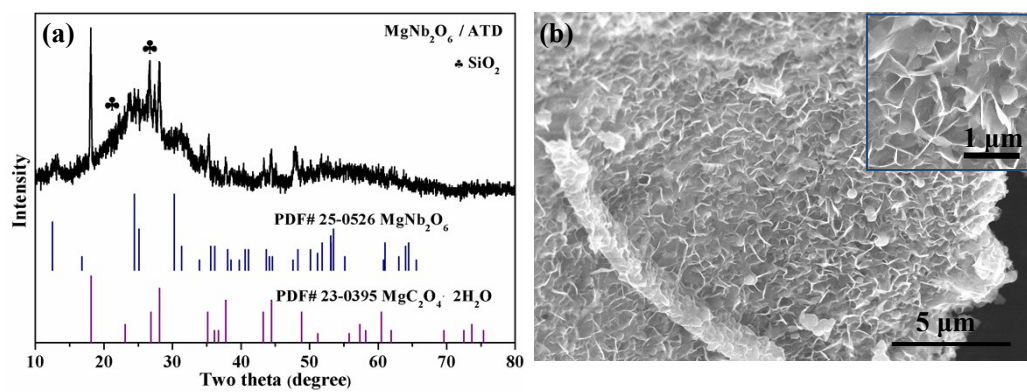 (a)
MgNb₂O₆ / ATD
♣ SiO₂
♣
♣
Intensity
PDF# 25-0526 MgNb₂O₆
PDF# 23-0395 MgC₂O₄· 2H₂O
10 20 30 40 50 60 70 80
Two theta (degree)
(b)
1 μm
5 μm